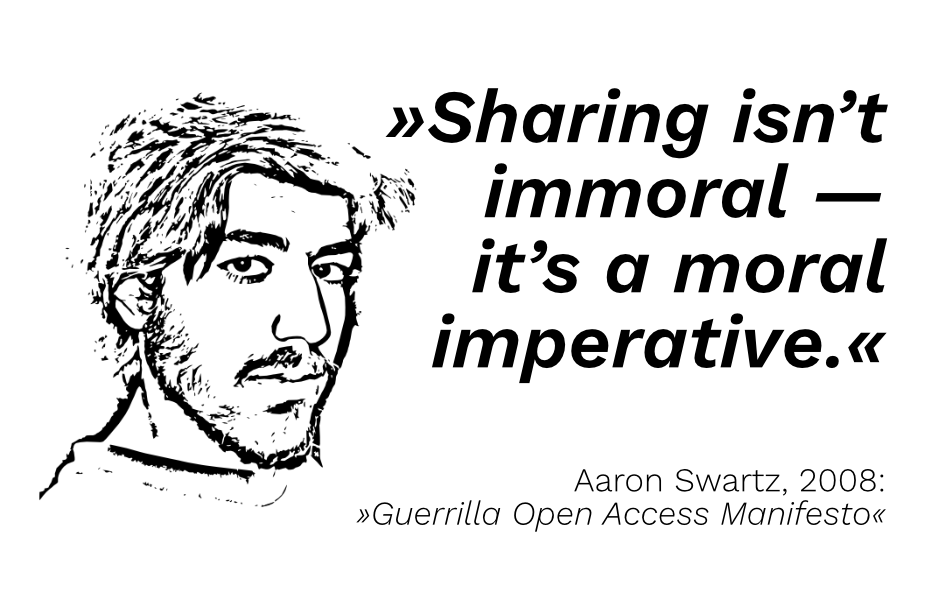 »Sharing isn’t
immoral —
it’s a moral
imperative.«
Aaron Swartz, 2008:
»Guerrilla Open Access Manifesto«